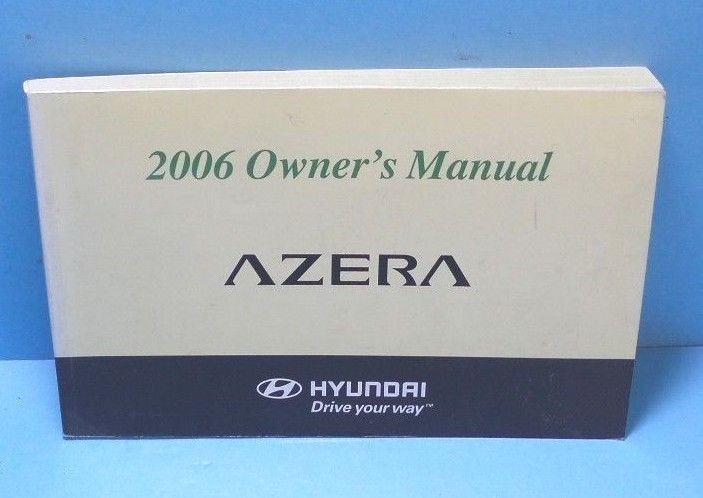 2006 Owner's Manual
AZERA
HYUNDAI
Drive your way™